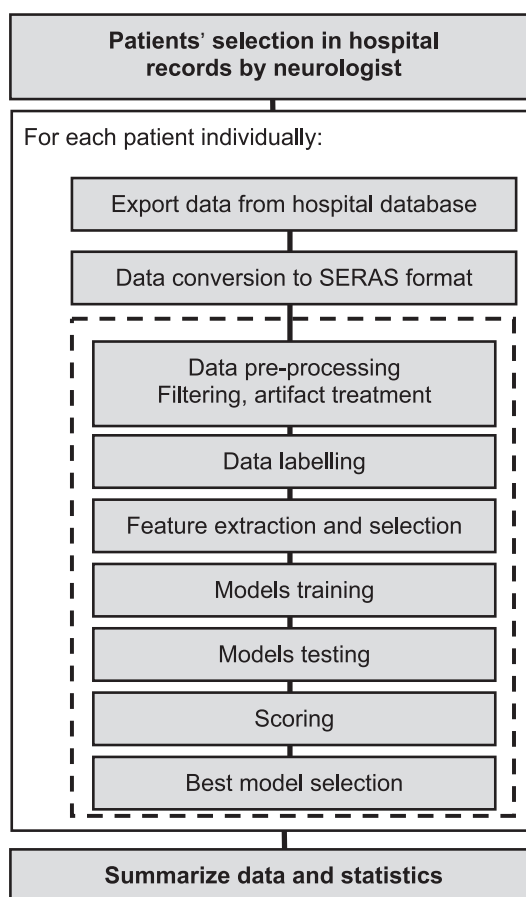 Patients' selection in hospital
records by neurologist
For each patient individually:
Export data from hospital database
Data conversion to SERAS format
Data pre-processing
Filtering, artifact treatment
Data labelling
Feature extraction and selection
Models training
Models testing
Scoring
Best model selection
Summarize data and statistics